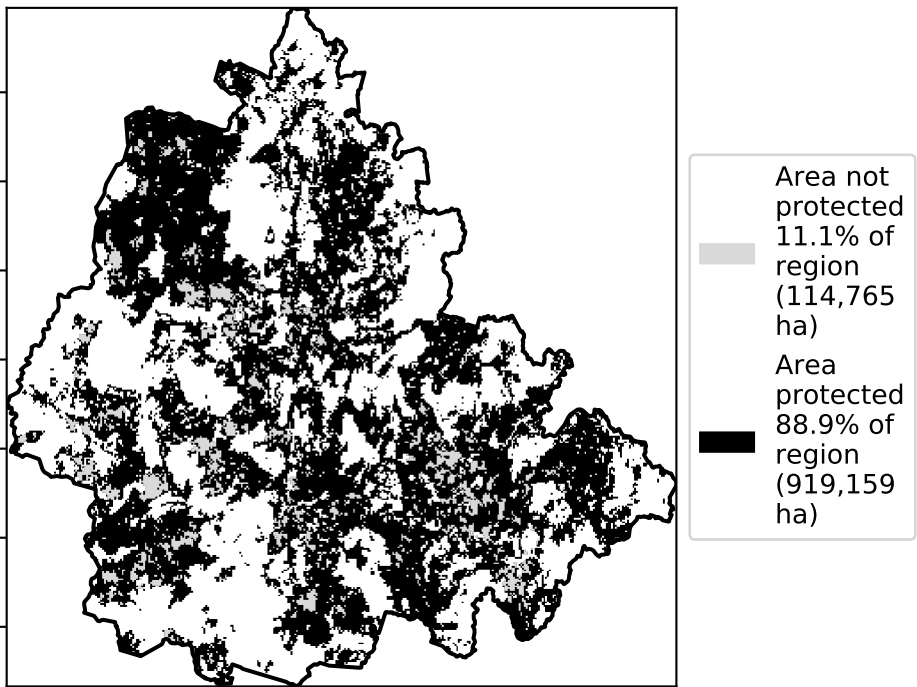 Area not
protected
11.1% of
region
(114,765
ha)
Area
protected
88.9% of
region
(919,159
ha)